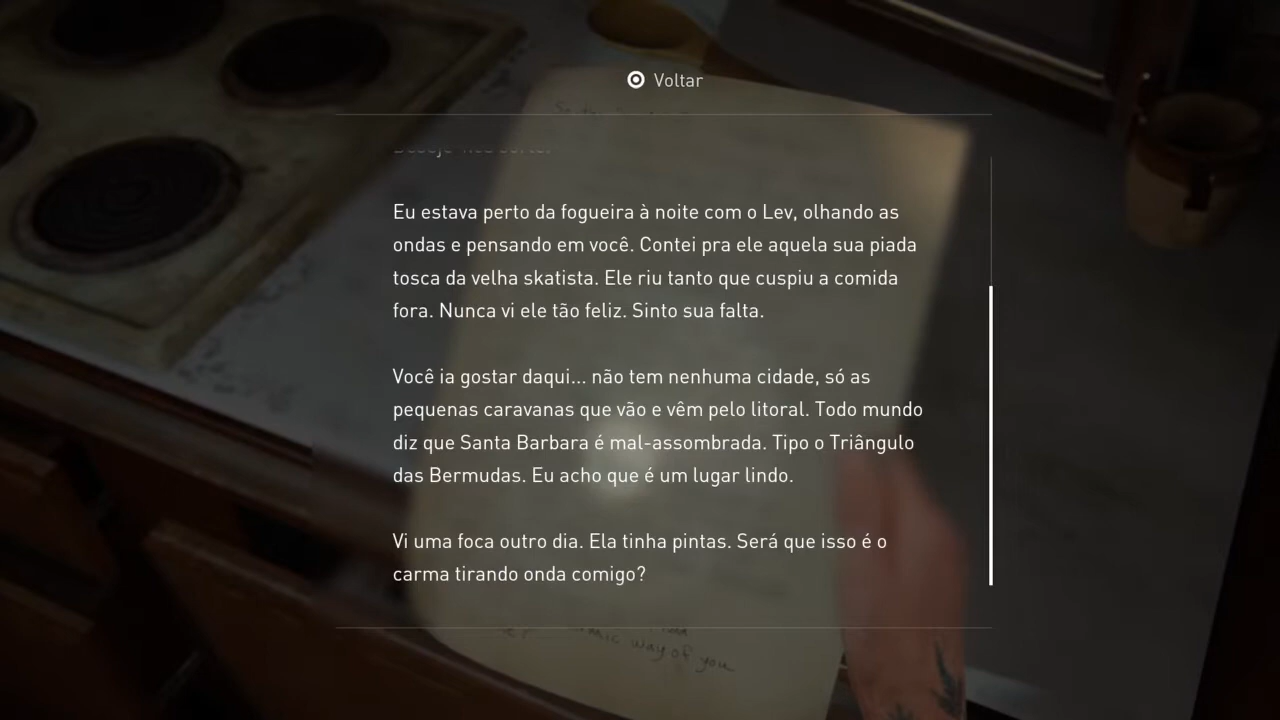 Voltar
Eu estava perto da fogueira à noite com o Lev, olhando as
ondas e pensando em você. Contei pra ele aquela sua piada
tosca da velha skatista. Ele riu tanto que cuspiu a comida
fora. Nunca vi ele tão feliz. Sinto sua falta.
Você ia gostar daqui... não tem nenhuma cidade, só as
pequenas caravanas que vão e vêm pelo litoral. Todo mundo
diz que Santa Barbara é mal-assombrada. Tipo o Triângulo
das Bermudas. Eu acho que é um lugar lindo.
Vi uma foca outro dia. Ela tinha pintas. Será que isso é o
carma tirando onda comigo?
way of you